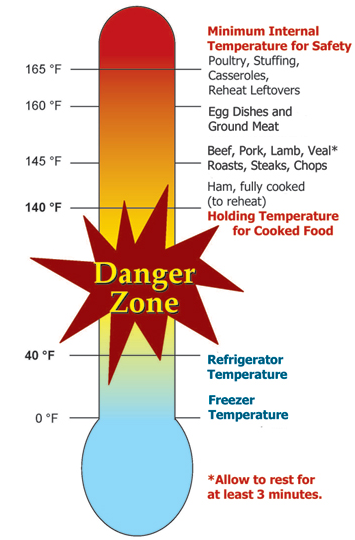 Minimum Internal
Temperature for Safety
165 °F
Poultry, Stuffing,
Casseroles,
Reheat Leftovers
160 °F
Egg Dishes and
Ground Meat
145 °F
Beef, Pork, Lamb, Veal*
Roasts, Steaks, Chops
Ham, fully cooked
(to reheat)
140 °F
Holding Temperature
for Cooked Food
Danger
Zone
40 °F
Refrigerator
Temperature
0 °F
Freezer
Temperature
*Allow to rest for
at least 3 minutes.